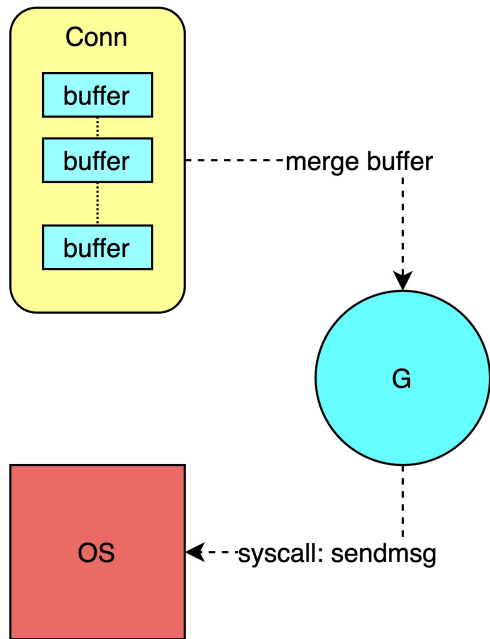 Conn
buffer
buffer
buffer
merge buffer
G
OS
syscall: sendmsg